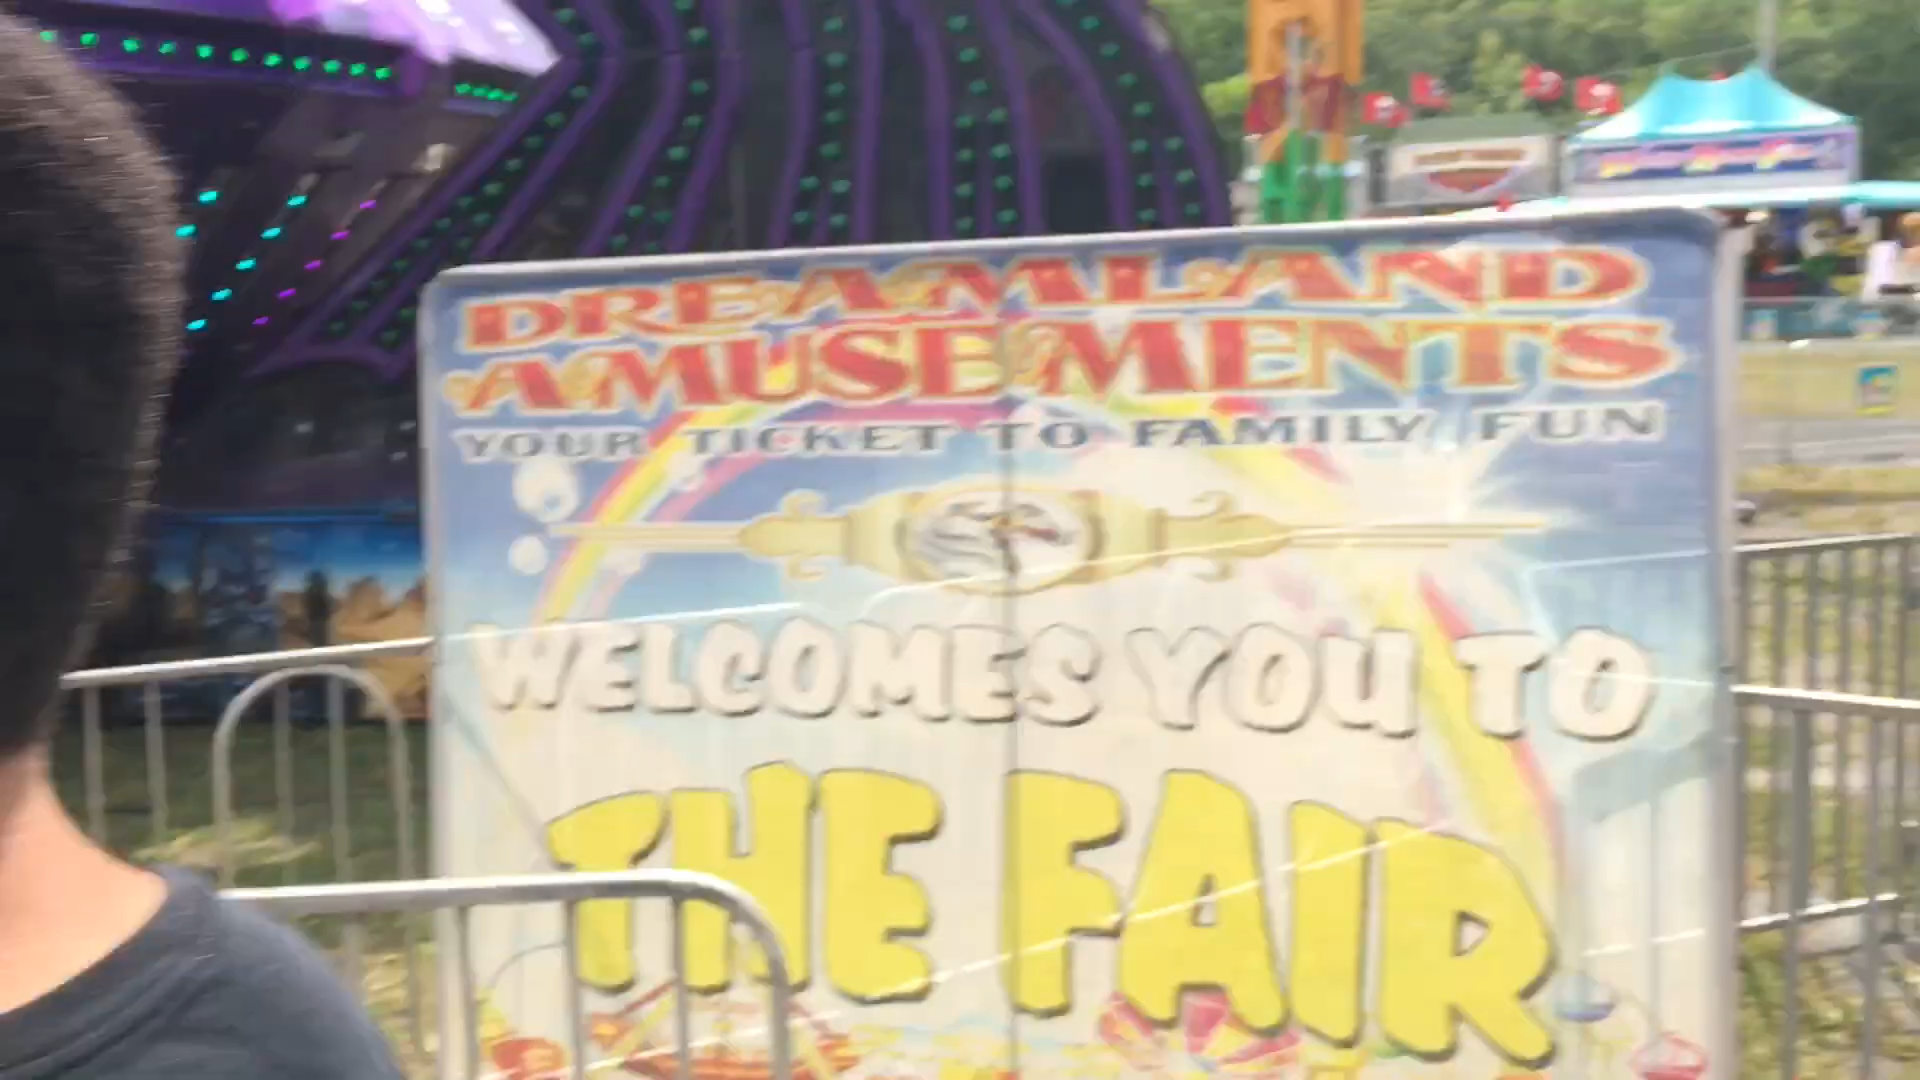 DREAMLAND
AMUSEMENTS
YOUR TICKET TO FAMILY FUN
WELCOMES YOU TO
THE FAIR